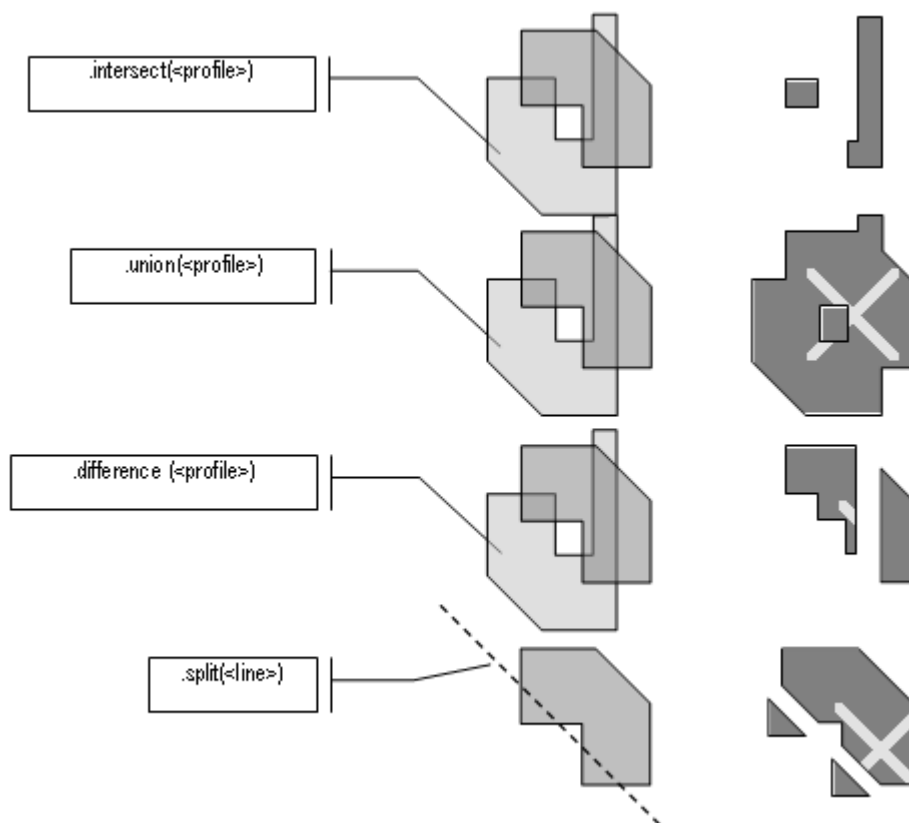 .intersect(<profile>)
.union(<profile>)
.difference (<profile>)
.split(<line>)